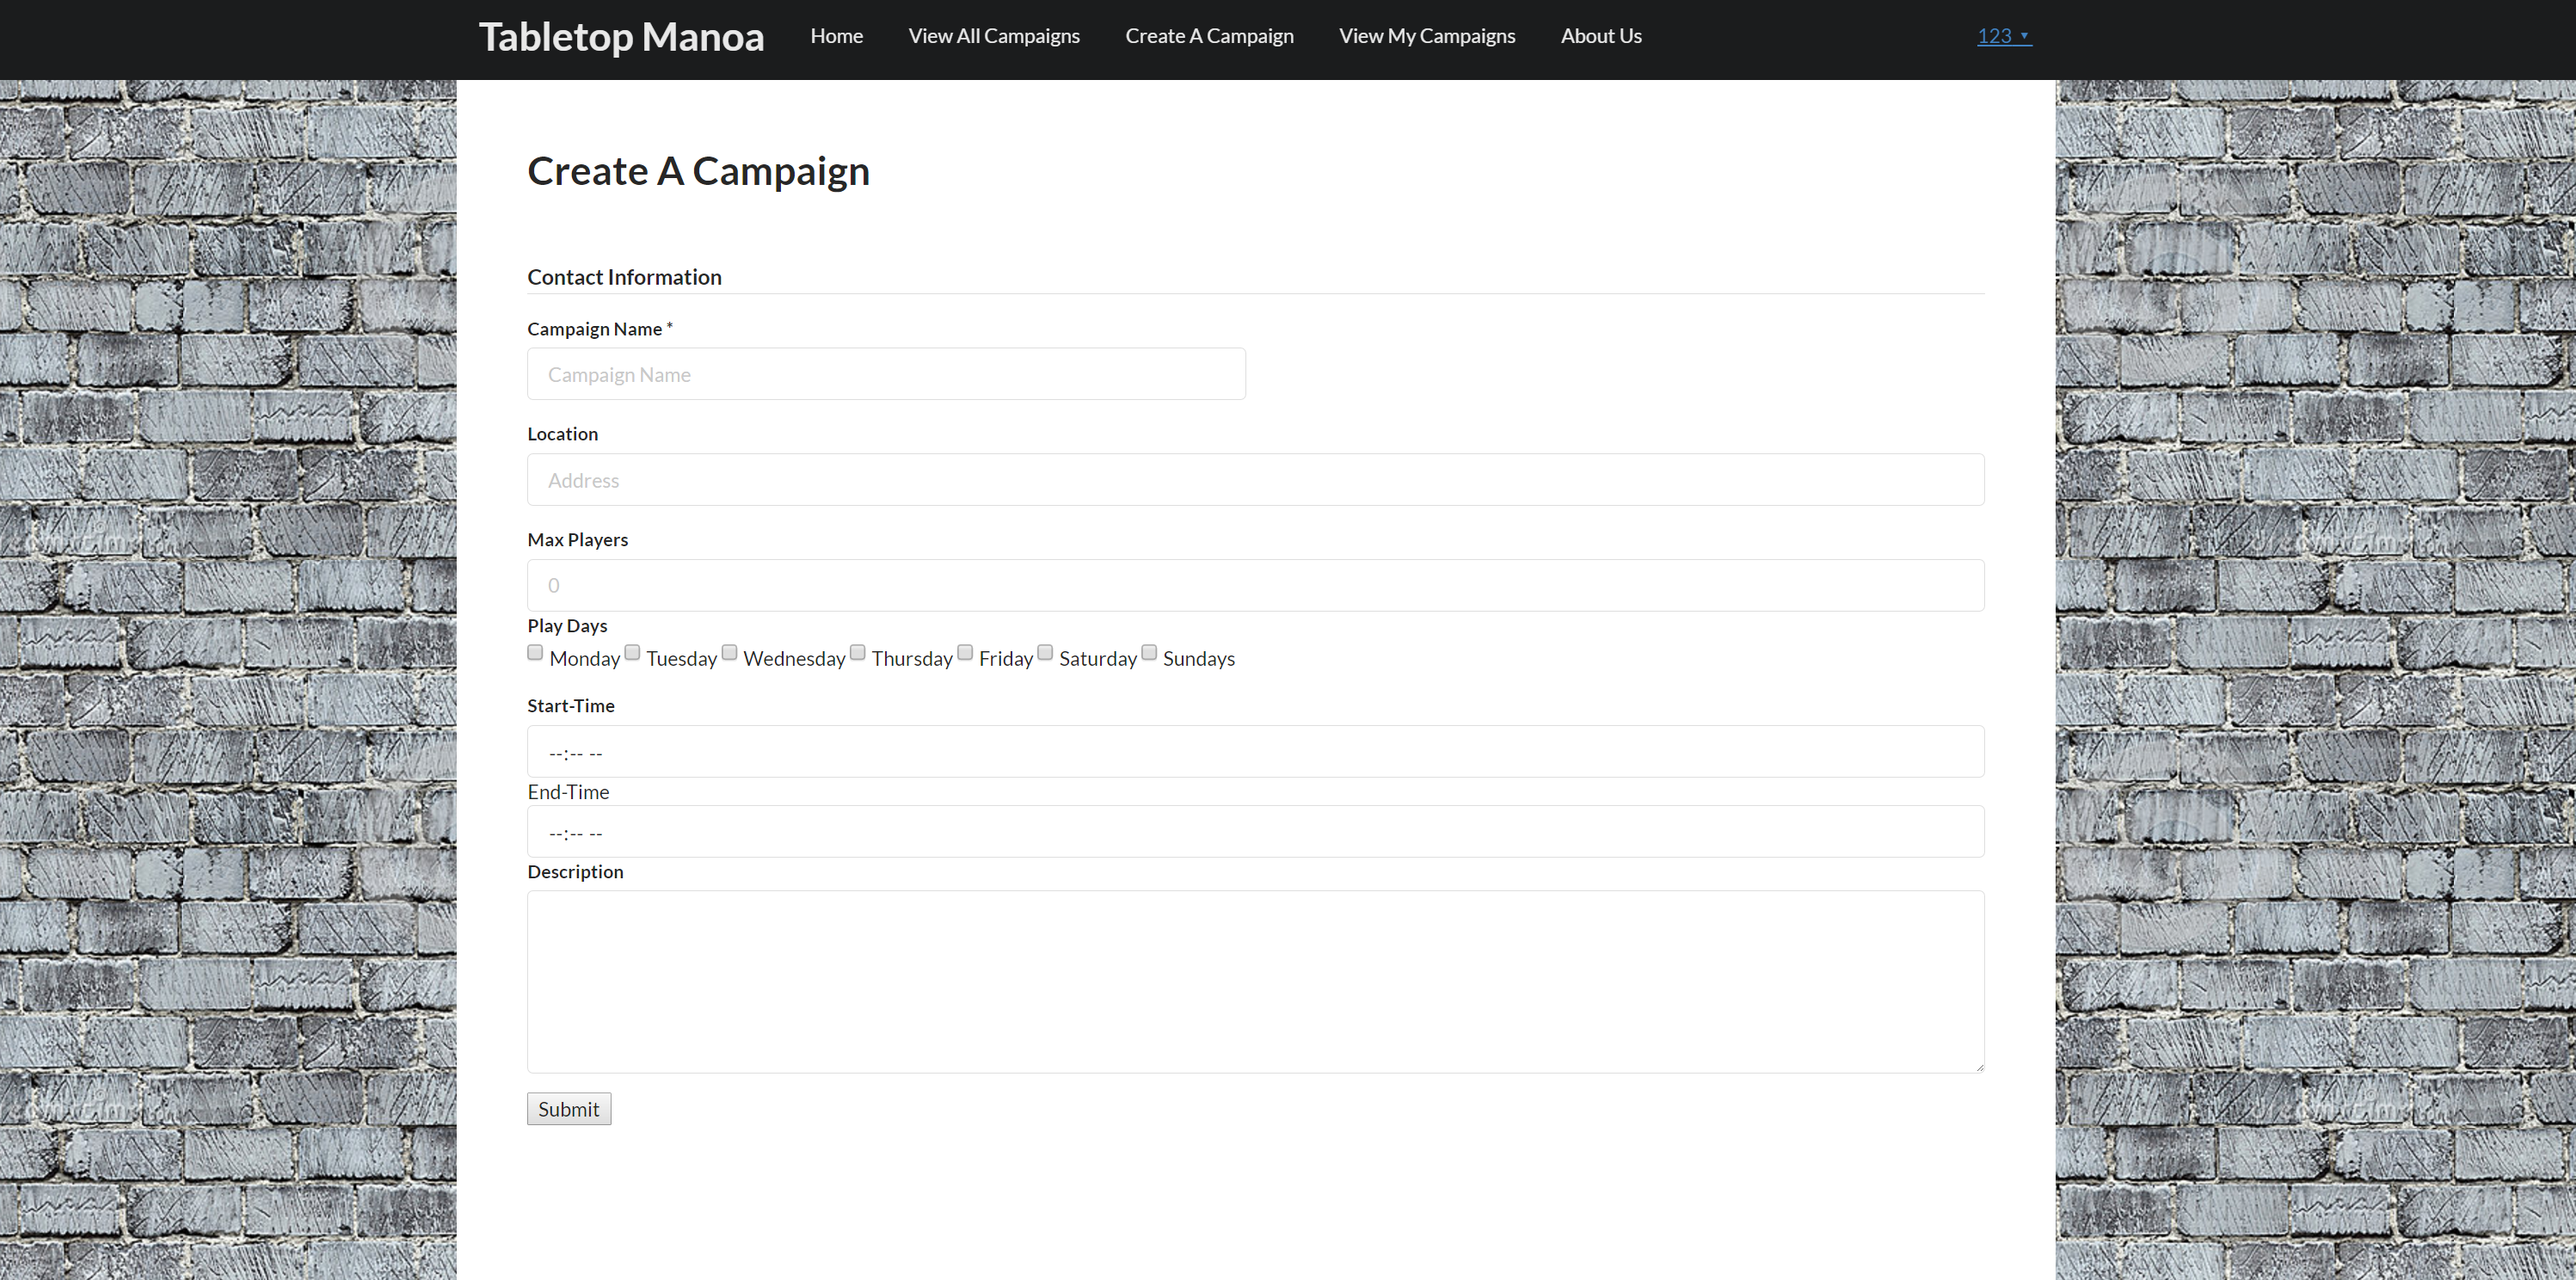 Tabletop Manoa Home View All Campaigns Create A Campaign View My Campaigns About Us 123
Create A Campaign
Contact Information
Campaign Name *
Campaign Name
Location
Address
Max Players
0
Play Days
Monday Tuesday Wednesday Thursday Friday Saturday Sundays
Start-Time
--:-- --
End-Time
--:-- --
Description
Submit